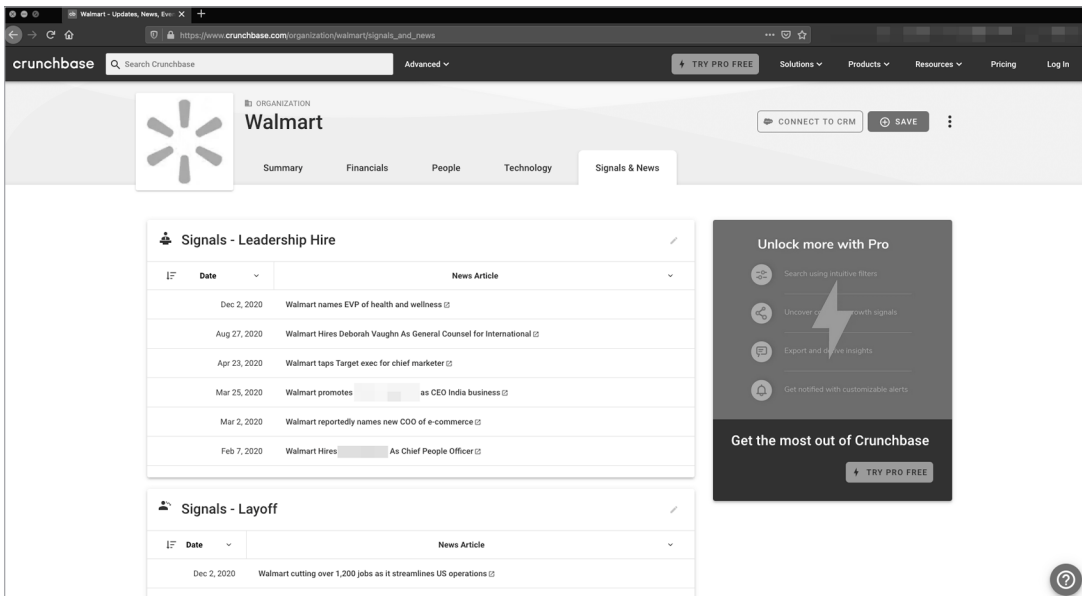 Walmart – Updates, News, Eve
https://www.crunchbase.com/organization/walmart/signals_and_news
crunchbase
Search Crunchbase
Advanced
TRY PRO FREE
Solutions
Products
Resources
Pricing
Log In
ORGANIZATION
Walmart
CONNECT TO CRM
SAVE
Summary
Financials
People
Technology
Signals & News
Signals - Leadership Hire
Date News Article
Dec 2, 2020 Walmart names EVP of health and wellness
Aug 27, 2020 Walmart Hires Deborah Vaughn As General Counsel for International
Apr 23, 2020 Walmart taps Target exec for chief marketer
Mar 25, 2020 Walmart promotes as CEO India business
Mar 2, 2020 Walmart reportedly names new COO of e-commerce
Feb 7, 2020 Walmart Hires As Chief People Officer
Signals - Layoff
Date News Article
Dec 2, 2020 Walmart cutting over 1,200 jobs as it streamlines US operations
Unlock more with Pro
Search using intuitive filters
Uncover growth signals
Export and insights
Get notified with customizable alerts
Get the most out of Crunchbase
TRY PRO FREE